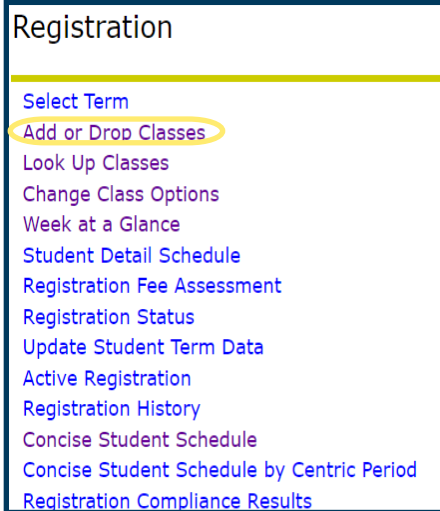 Registration
Select Term
Add or Drop Classes
Look Up Classes
Change Class Options
Week at a Glance
Student Detail Schedule
Registration Fee Assessment
Registration Status
Update Student Term Data
Active Registration
Registration History
Concise Student Schedule
Concise Student Schedule by Centric Period
Registration Compliance Results